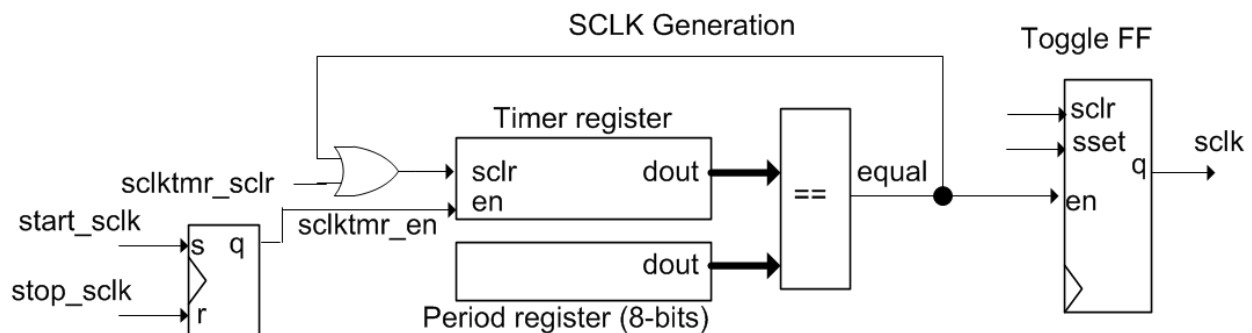 SCLK Generation
Toggle FF
Timer register
sclr
dout
en
sclktmr_sclr
sclktmr_en
start_sclk
stop_sclk
s
q
r
dout
Period register (8-bits)
==
equal
sclr
sset
q
en
sclk